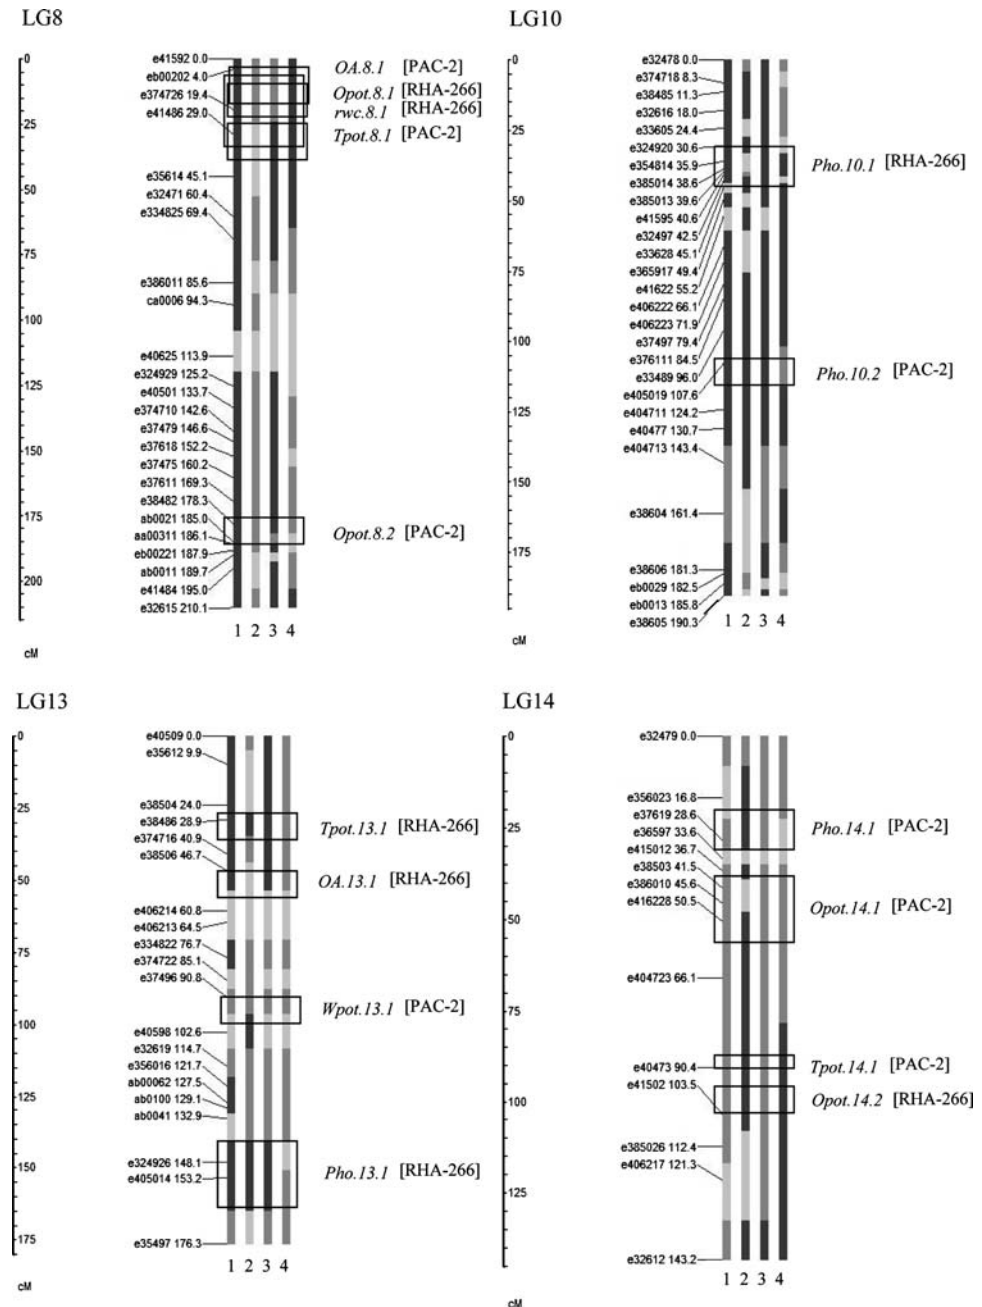 LG8
0
25
50
75
100
125
150
175
200
cM
e41592 0.0
eb00202 4.0
e374726 19.4
e41486 29.0
e35614 45.1
e32471 60.4
e334825 69.4
e386011 85.6
ca0006 94.3
e40625 113.9
e324929 125.2
e40501 133.7
e374710 142.6
e37479 146.6
e37618 152.2
e37475 160.2
e37611 169.3
e38482 178.3
ab0021 185.0
aa00311 186.1
eb00221 187.9
ab0011 189.7
e41484 195.0
e32615 210.1
OA.8.1 [PAC-2]
Opot.8.1 [RHA-266]
rwc.8.1 [RHA-266]
Tpot.8.1 [PAC-2]
Opot.8.2 [PAC-2]
1 2 3 4
LG10
0
25
50
75
100
125
150
175
cM
e32478 0.0
e374718 8.3
e38485 11.3
e32616 18.0
e33605 24.4
e324920 30.6
e354814 35.9
e385014 38.6
e385013 39.6
e41595 40.6
e32497 42.5
e33628 45.1
e365917 49.4
e41622 55.2
e406222 66.1
e406223 71.9
e37497 79.4
e376111 84.5
e33489 96.0
e405019 107.6
e404711 124.2
e40477 130.7
e404713 143.4
e38604 161.4
e38606 181.3
eb0029 182.5
eb0013 185.8
e38605 190.3
Pho.10.1 [RHA-266]
Pho.10.2 [PAC-2]
1 2 3 4
LG13
0
25
50
75
100
125
150
175
cM
e40509 0.0
e35612 9.9
e38504 24.0
e38486 28.9
e374716 40.9
e38506 46.7
e406214 60.8
e406213 64.5
e334822 76.7
e374722 85.1
e37496 90.8
e40598 102.6
e32619 114.7
e356016 121.7
ab00062 127.5
ab0100 129.1
ab0041 132.9
e324926 148.1
e405014 153.2
e35497 176.3
Tpot.13.1 [RHA-266]
OA.13.1 [RHA-266]
Wpot.13.1 [PAC-2]
Pho.13.1 [RHA-266]
1 2 3 4
LG14
0
25
50
75
100
125
cM
e32479 0.0
e356023 16.8
e37619 28.6
e36597 33.6
e415012 36.7
e38503 41.5
e386010 45.6
e416228 50.5
e404723 66.1
e40473 90.4
e41502 103.5
e385026 112.4
e406217 121.3
e32612 143.2
Pho.14.1 [PAC-2]
Opot.14.1 [PAC-2]
Tpot.14.1 [PAC-2]
Opot.14.2 [RHA-266]
1 2 3 4